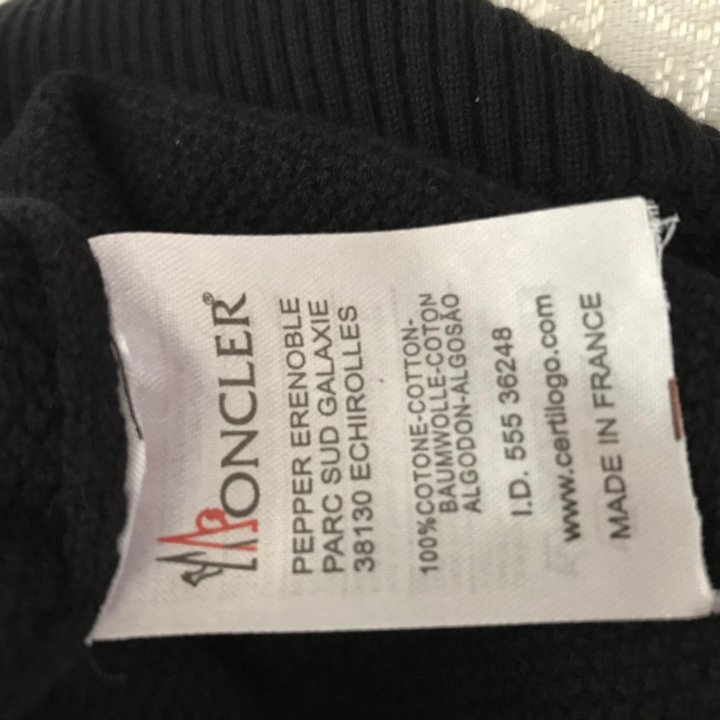 MONCLER®
PEPPER ERENOBLE
PARC SUD GALAXIE
38130 ECHIROLLES
100%COTONE-COTTON-
BAUMWOLLE-COTON
ALGODON-ALGOSÃO
I.D. 555 36248
www.certilogo.com
MADE IN FRANCE